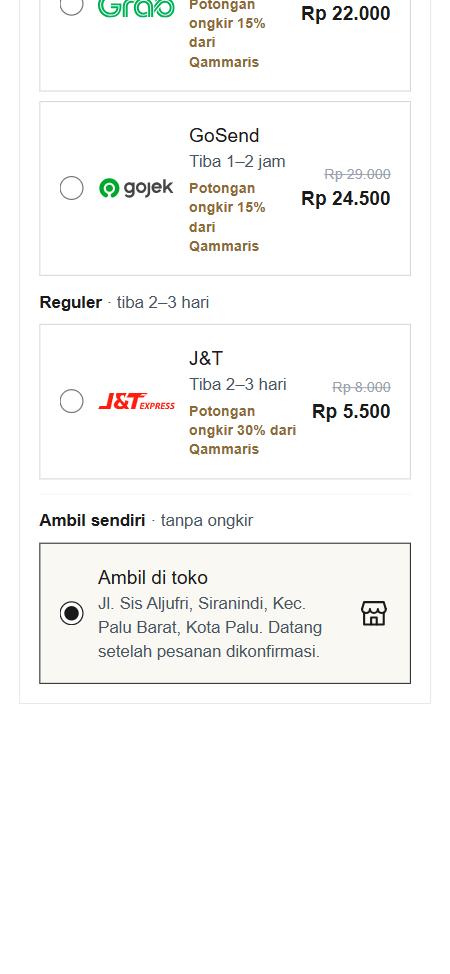 Grab
Potongan
ongkir 15%
dari
Qammaris
Rp 22.000
GoSend
Tiba 1–2 jam
gojek
Potongan
ongkir 15%
dari
Qammaris
Rp 29.000
Rp 24.500
Reguler · tiba 2–3 hari
J&T
Tiba 2–3 hari
J&T EXPRESS
Potongan
ongkir 30% dari
Qammaris
Rp 8.000
Rp 5.500
Ambil sendiri · tanpa ongkir
Ambil di toko
Jl. Sis Aljufri, Siranindi, Kec.
Palu Barat, Kota Palu. Datang
setelah pesanan dikonfirmasi.